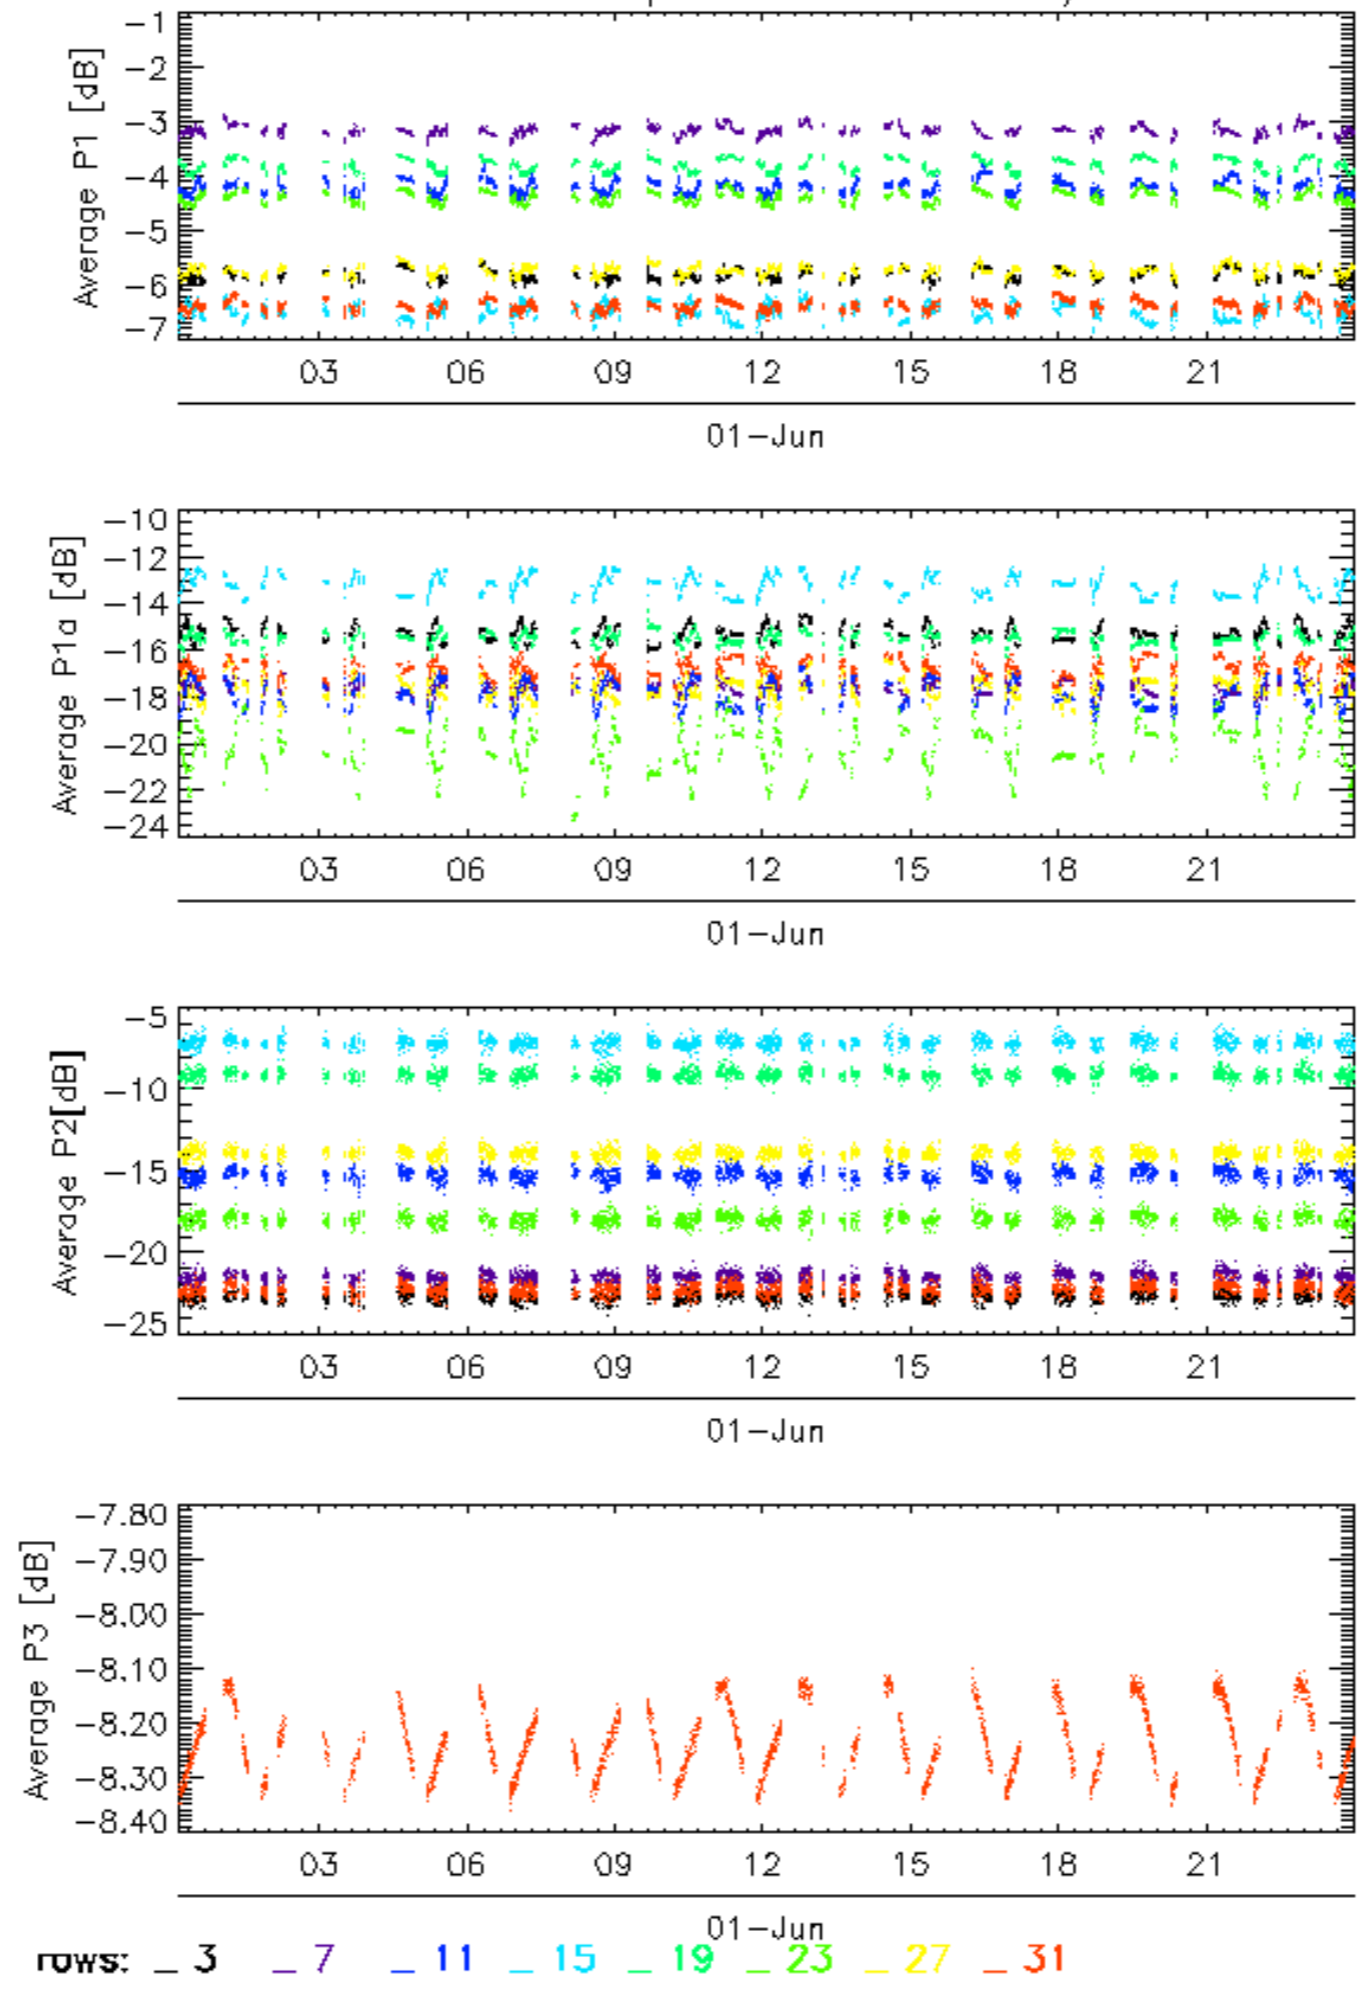 Average P1 [dB]
-1
-2
-3
-4
-5
-6
-7
03 06 09 12 15 18 21
01-Jun
Average P1a [dB]
-10
-12
-14
-16
-18
-20
-22
-24
03 06 09 12 15 18 21
01-Jun
Average P2[dB]
-5
-10
-15
-20
-25
03 06 09 12 15 18 21
01-Jun
Average P3 [dB]
-7.80
-7.90
-8.00
-8.10
-8.20
-8.30
-8.40
03 06 09 12 15 18 21
01-Jun
rows: _ 3 _ 7 _ 11 _ 15 _ 19 _ 23 _ 27 _ 31